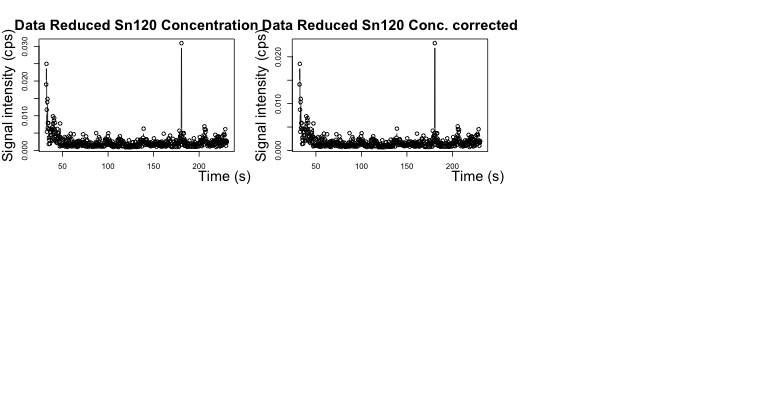 Data Reduced Sn120 Concentration
Signal intensity (cps)
0.000
0.010
0.020
0.030
50
100
150
200
Time (s)
Data Reduced Sn120 Conc. corrected
Signal intensity (cps)
0.000
0.010
0.020
50
100
150
200
Time (s)